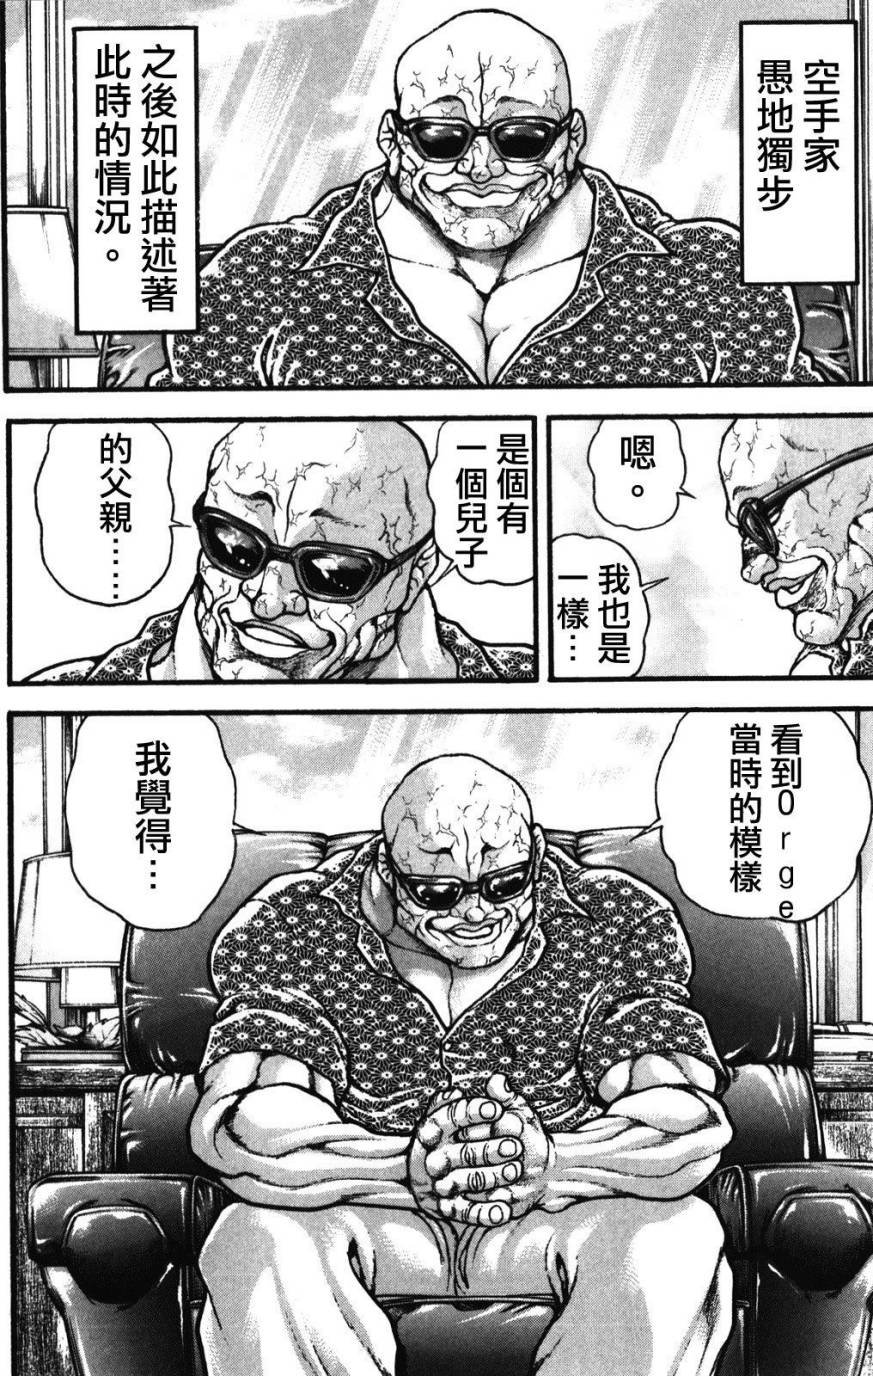 空手家
愚地獨步
之後如此描述著
此時的情況。
嗯。
我也是
一樣…
是個有
一個兒子
的父親……
看到Orge
當時的模樣
我覺得…